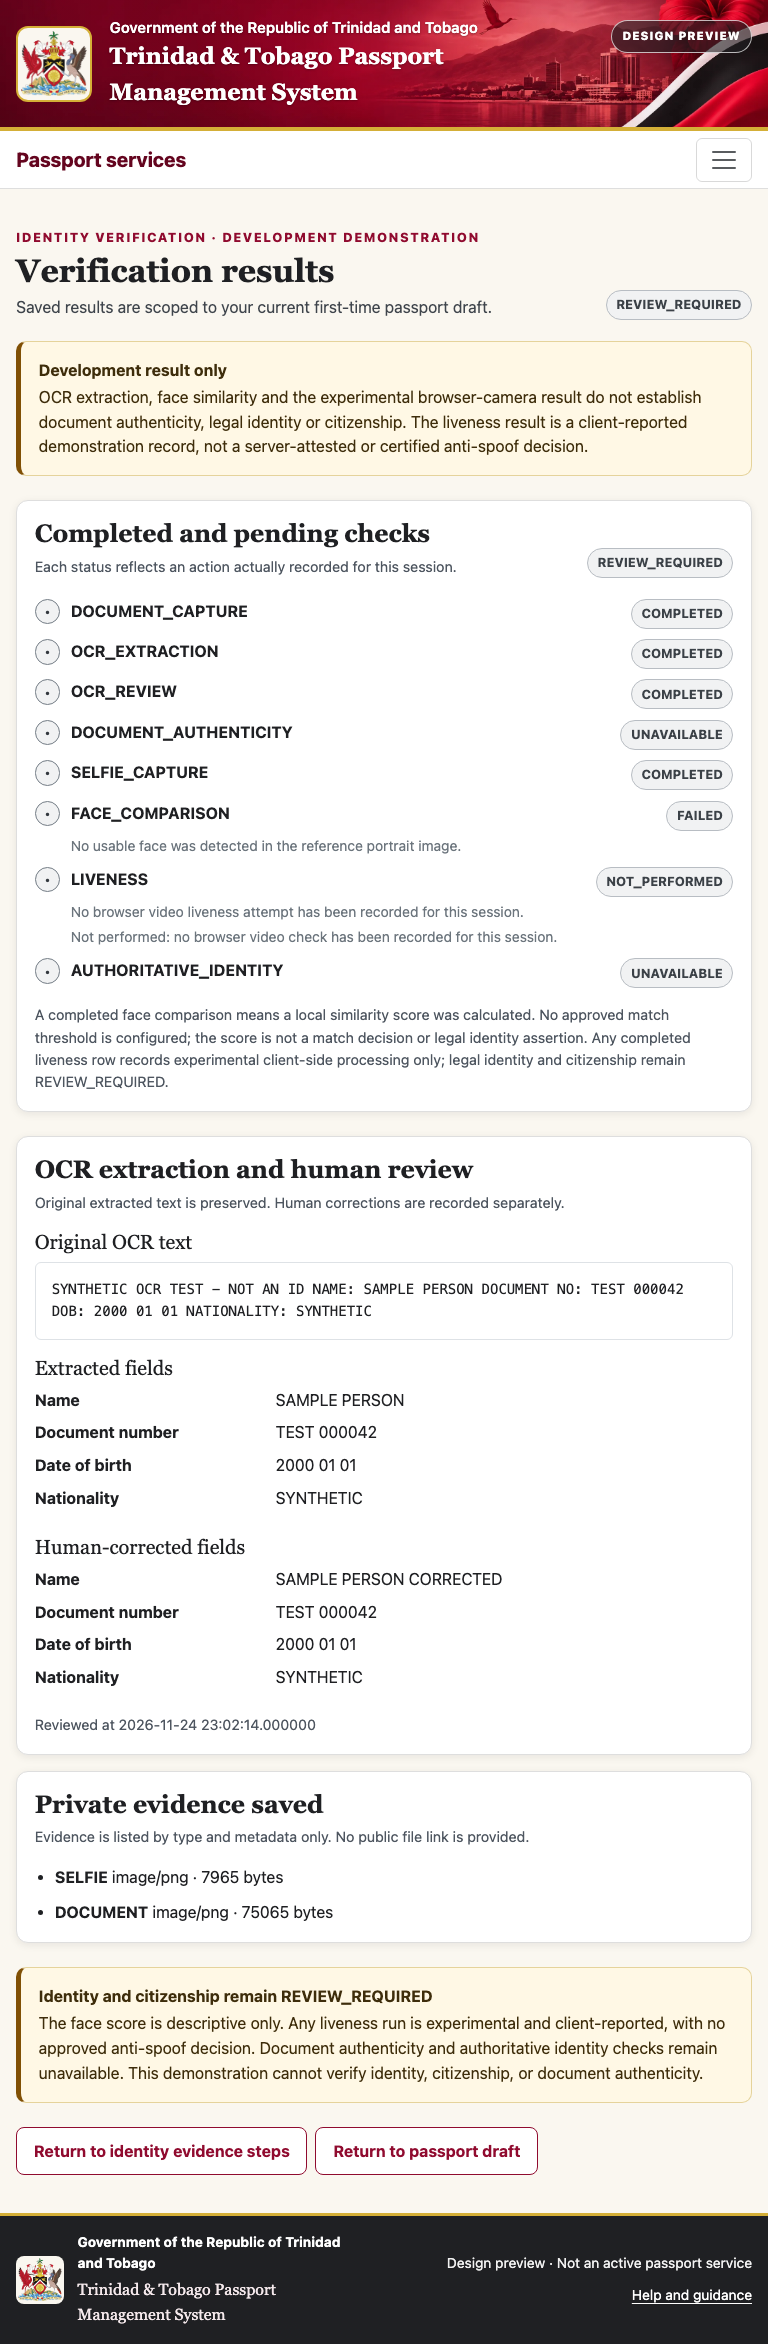 Government of the Republic of Trinidad and Tobago
Trinidad & Tobago Passport
Management System
DESIGN PREVIEW
Passport services
IDENTITY VERIFICATION · DEVELOPMENT DEMONSTRATION
Verification results
Saved results are scoped to your current first-time passport draft.
REVIEW_REQUIRED
Development result only
OCR extraction, face similarity and the experimental browser-camera result do not establish
document authenticity, legal identity or citizenship. The liveness result is a client-reported
demonstration record, not a server-attested or certified anti-spoof decision.
Completed and pending checks
Each status reflects an action actually recorded for this session.
REVIEW_REQUIRED
DOCUMENT_CAPTURE COMPLETED
OCR_EXTRACTION COMPLETED
OCR_REVIEW COMPLETED
DOCUMENT_AUTHENTICITY UNAVAILABLE
SELFIE_CAPTURE COMPLETED
FACE_COMPARISON FAILED
No usable face was detected in the reference portrait image.
LIVENESS NOT_PERFORMED
No browser video liveness attempt has been recorded for this session.
Not performed: no browser video check has been recorded for this session.
AUTHORITATIVE_IDENTITY UNAVAILABLE
A completed face comparison means a local similarity score was calculated. No approved match
threshold is configured; the score is not a match decision or legal identity assertion. Any completed
liveness row records experimental client-side processing only; legal identity and citizenship remain
REVIEW_REQUIRED.
OCR extraction and human review
Original extracted text is preserved. Human corrections are recorded separately.
Original OCR text
SYNTHETIC OCR TEST – NOT AN ID NAME: SAMPLE PERSON DOCUMENT NO: TEST 000042
DOB: 2000 01 01 NATIONALITY: SYNTHETIC
Extracted fields
Name SAMPLE PERSON
Document number TEST 000042
Date of birth 2000 01 01
Nationality SYNTHETIC
Human-corrected fields
Name SAMPLE PERSON CORRECTED
Document number TEST 000042
Date of birth 2000 01 01
Nationality SYNTHETIC
Reviewed at 2026-11-24 23:02:14.000000
Private evidence saved
Evidence is listed by type and metadata only. No public file link is provided.
• SELFIE image/png · 7965 bytes
• DOCUMENT image/png · 75065 bytes
Identity and citizenship remain REVIEW_REQUIRED
The face score is descriptive only. Any liveness run is experimental and client-reported, with no
approved anti-spoof decision. Document authenticity and authoritative identity checks remain
unavailable. This demonstration cannot verify identity, citizenship, or document authenticity.
Return to identity evidence steps
Return to passport draft
Government of the Republic of Trinidad
and Tobago
Trinidad & Tobago Passport
Management System
Design preview · Not an active passport service
Help and guidance